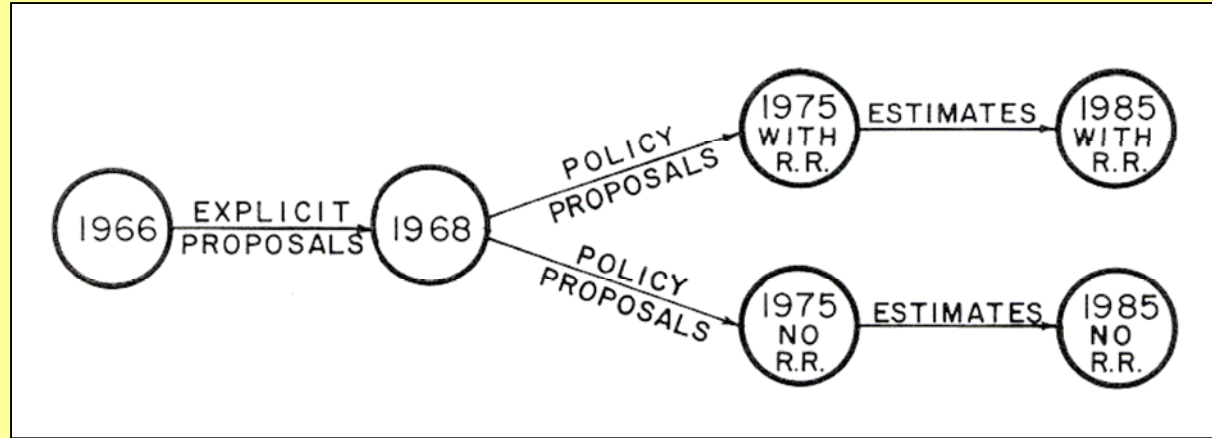 1966
EXPLICIT
PROPOSALS
1968
POLICY
PROPOSALS
1975
WITH
R.R.
ESTIMATES
1985
WITH
R.R.
POLICY
PROPOSALS
1975
NO
R.R.
ESTIMATES
1985
NO
R.R.